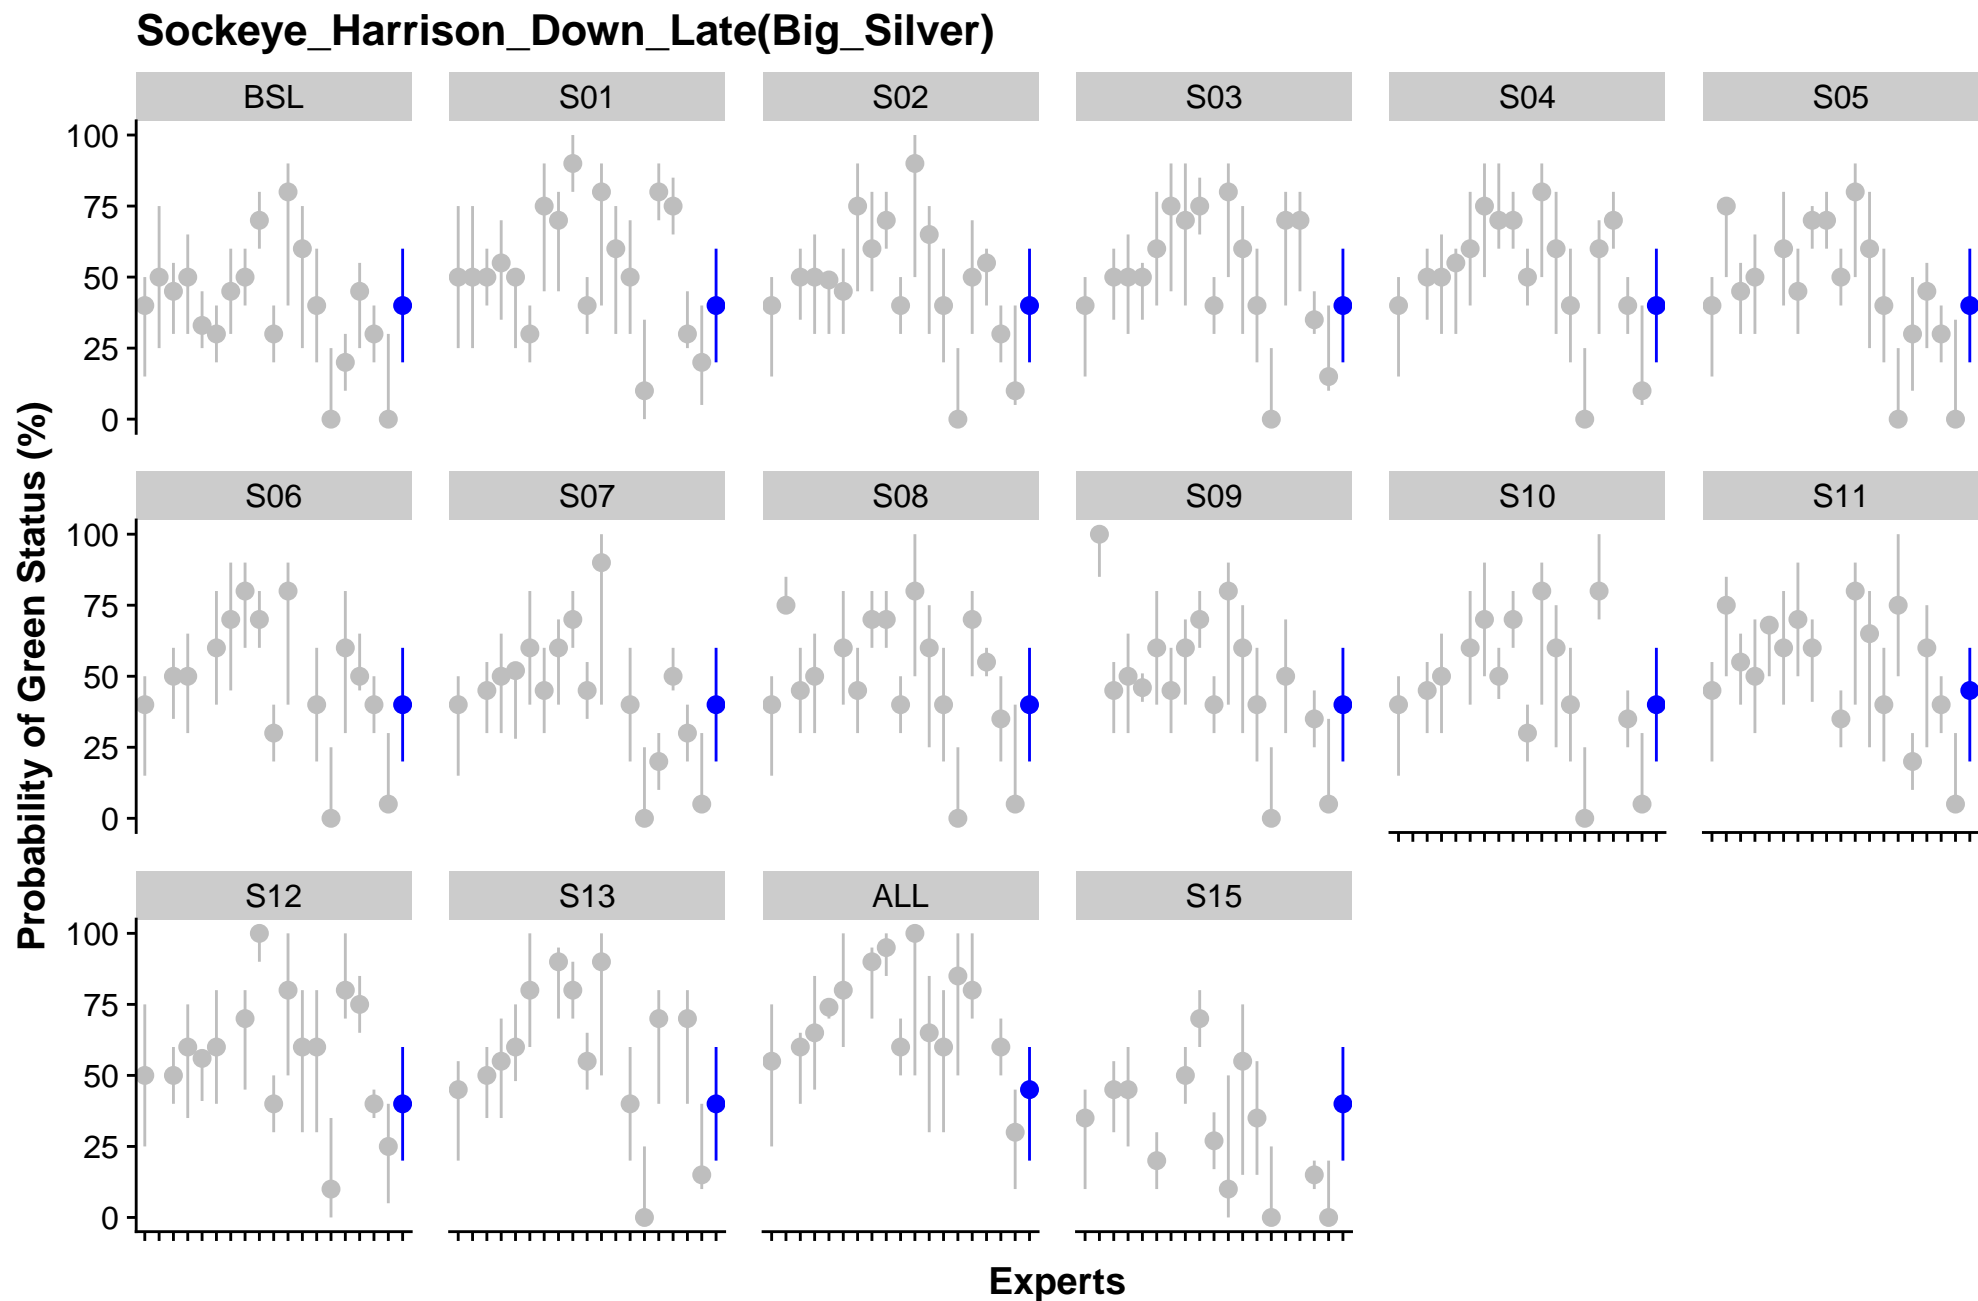 Sockeye_Harrison_Down_Late(Big_Silver)
BSL S01 S02 S03 S04 S05
100
75
50
25
0
S06 S07 S08 S09 S10 S11
100
75
50
25
0
S12 S13 ALL S15
100
75
50
25
0
Probability of Green Status (%)
Experts